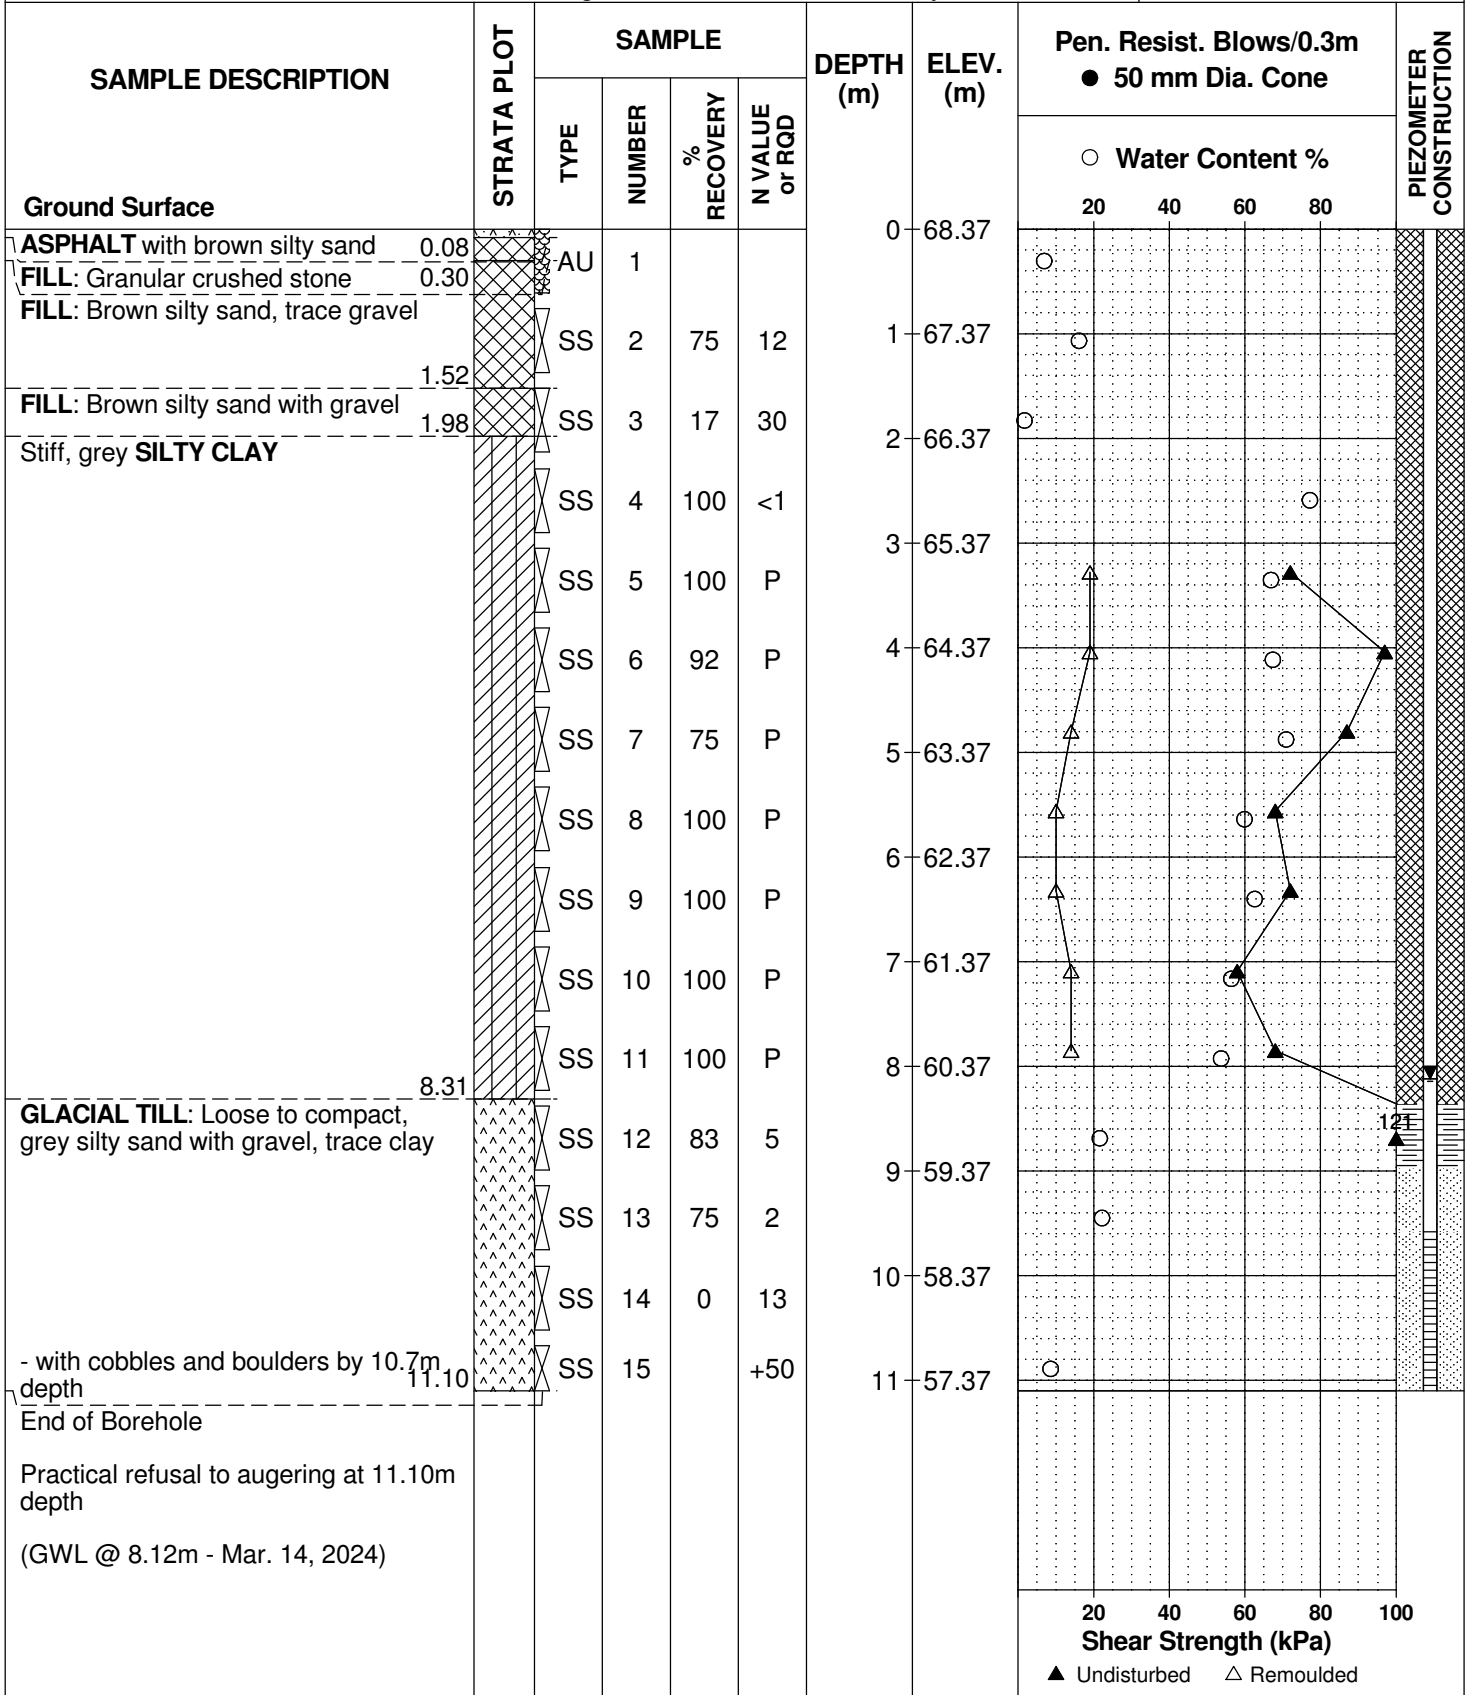 SAMPLE DESCRIPTION
STRATA PLOT
SAMPLE
TYPE
NUMBER
%
RECOVERY
N VALUE
or RQD
DEPTH
(m)
ELEV.
(m)
Pen. Resist. Blows/0.3m
● 50 mm Dia. Cone
○ Water Content %
PIEZOMETER
CONSTRUCTION
Ground Surface
20 40 60 80
0 68.37
ASPHALT with brown silty sand 0.08
AU 1
FILL: Granular crushed stone 0.30
FILL: Brown silty sand, trace gravel
SS 2 75 12
1 67.37
1.52
FILL: Brown silty sand with gravel
1.98
SS 3 17 30
2 66.37
Stiff, grey SILTY CLAY
SS 4 100 <1
3 65.37
SS 5 100 P
4 64.37
SS 6 92 P
SS 7 75 P
5 63.37
SS 8 100 P
6 62.37
SS 9 100 P
7 61.37
SS 10 100 P
SS 11 100 P
8 60.37
8.31
GLACIAL TILL: Loose to compact,
grey silty sand with gravel, trace clay
121
SS 12 83 5
9 59.37
SS 13 75 2
10 58.37
SS 14 0 13
- with cobbles and boulders by 10.7m
depth
11.10
SS 15 +50
11 57.37
End of Borehole
Practical refusal to augering at 11.10m
depth
(GWL @ 8.12m - Mar. 14, 2024)
20 40 60 80 100
Shear Strength (kPa)
▲ Undisturbed △ Remoulded